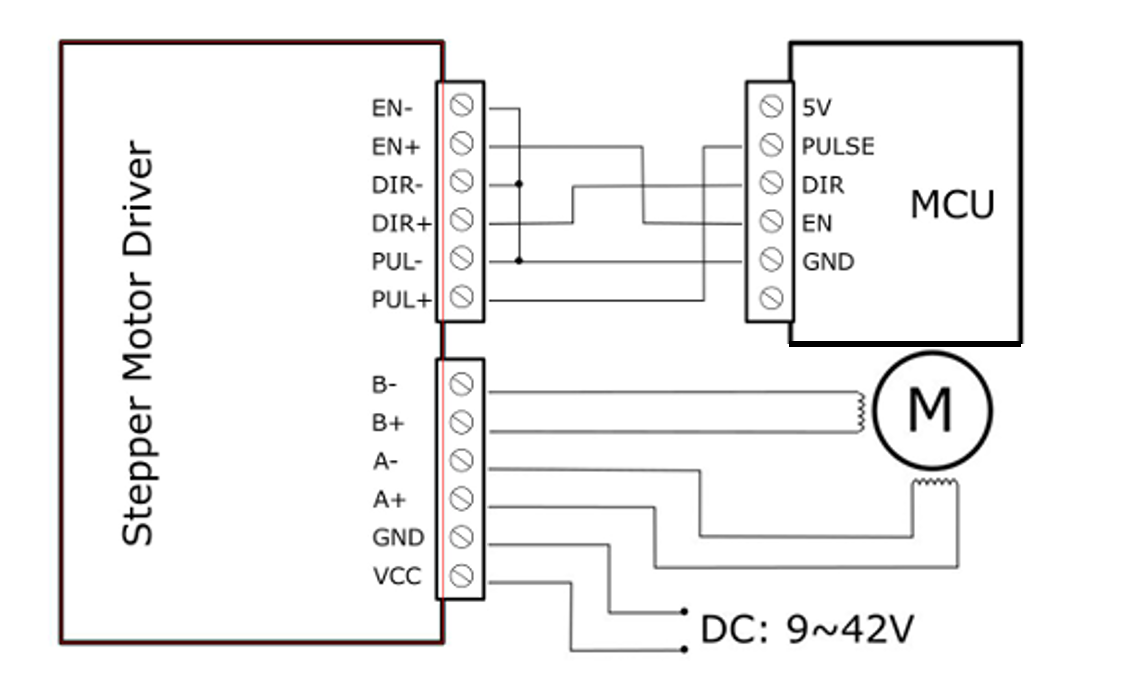 Stepper Motor Driver
EN-
EN+
DIR-
DIR+
PUL-
PUL+
B-
B+
A-
A+
GND
VCC
5V
PULSE
DIR
EN
GND
MCU
M
DC: 9~42V